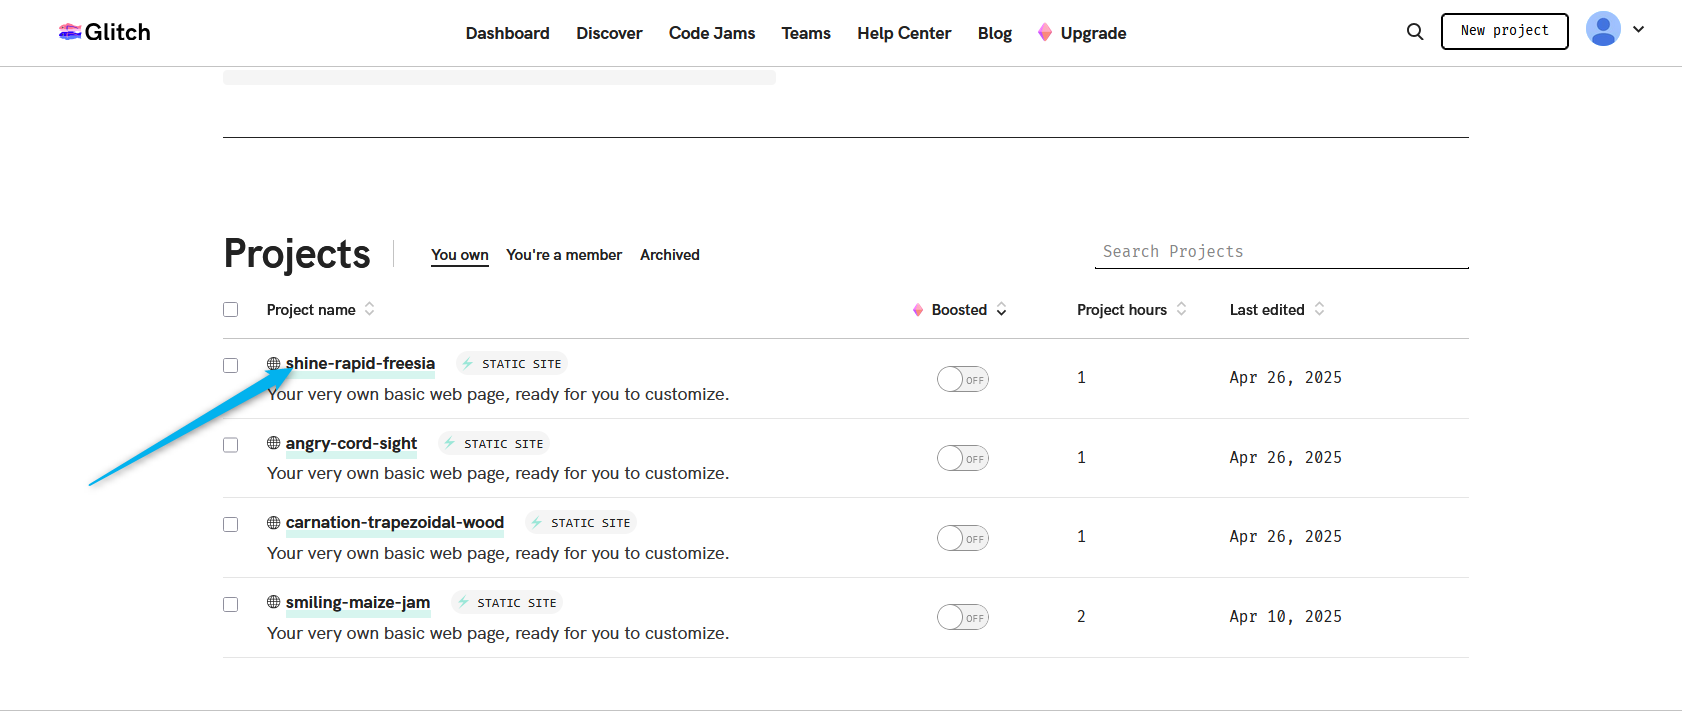 Glitch Dashboard Discover Code Jams Teams Help Center Blog Upgrade New project
Projects You own You're a member Archived Search Projects
Project name Boosted Project hours Last edited
shine-rapid-freesia STATIC SITE OFF 1 Apr 26, 2025
Your very own basic web page, ready for you to customize.
angry-cord-sight STATIC SITE OFF 1 Apr 26, 2025
Your very own basic web page, ready for you to customize.
carnation-trapezoidal-wood STATIC SITE OFF 1 Apr 26, 2025
Your very own basic web page, ready for you to customize.
smiling-maize-jam STATIC SITE OFF 2 Apr 10, 2025
Your very own basic web page, ready for you to customize.